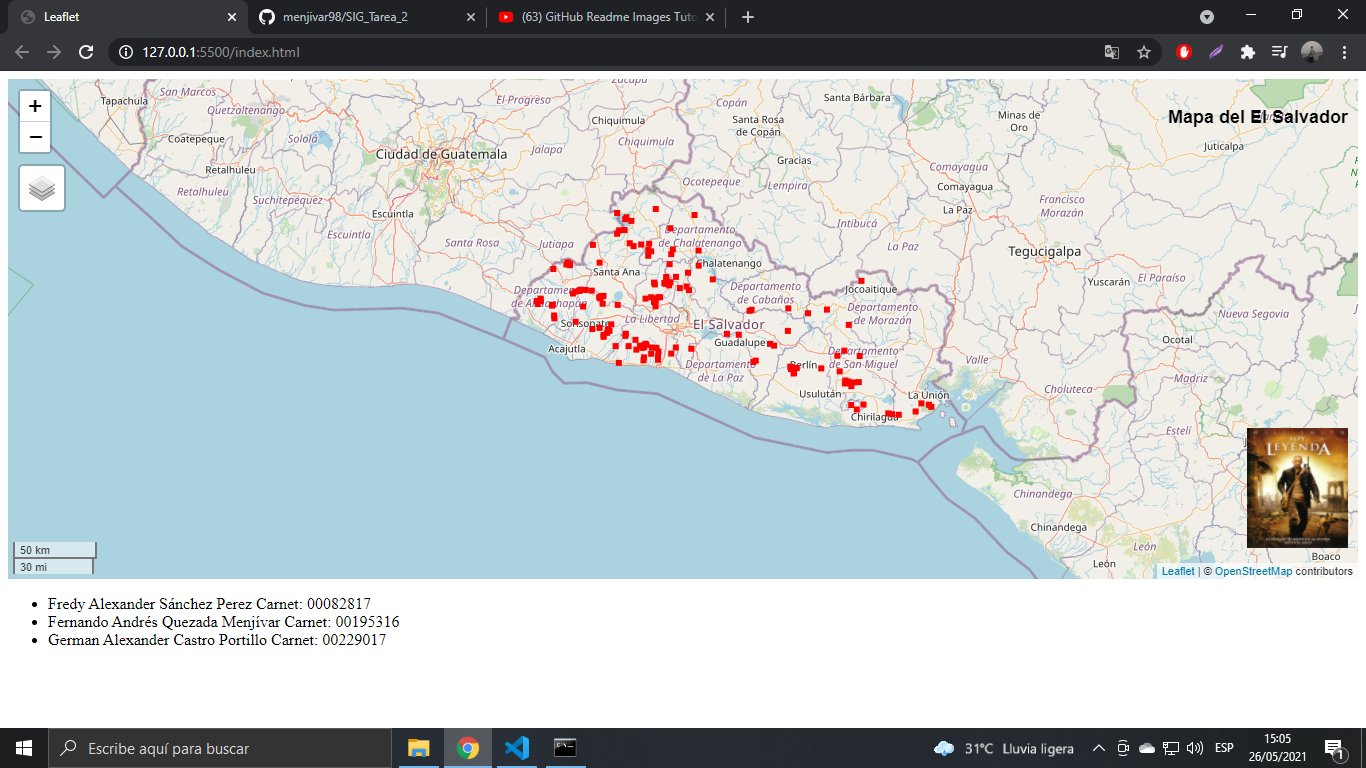 Leaflet
menjivar98/SIG_Tarea_2
(63) GitHub Readme Images Tuto
127.0.0.1:5500/index.html
+
−
Mapa del El Salvador
Tapachula
San Marcos
Quetzaltenango
Coatepeque
Sololá
Retalhuleu
Retalhuleu
Suchitepéquez
Ciudad de Guatemala
Escuintla
Escuintla
Santa Rosa
El Progreso
Zacapa
Chiquimula
Chiquimula
Jalapa
Jutiapa
Copán
Santa Rosa
de Copán
Santa Bárbara
Gracias
Ocotepeque
Lempira
Intibucá
La Paz
La Paz
Comayagua
Comayagua
Minas de
Oro
Francisco
Morazán
Tegucigalpa
Yuscarán
El Paraíso
Juticalpa
Departamento
de Chalatenango
Chalatenango
Santa Ana
Departamento
de Ahuachapán
Sonsonate
Acajutla
La Libertad
El Salvador
Departamento
de Cabañas
Guadalupe
Departamento
de La Paz
Jocoaitique
Departamento
de Morazán
Departamento
de San Miguel
Berlín
Usulután
La Unión
Chirilagua
Valle
Choluteca
Nueva Segovia
Ocotal
Madriz
Estelí
Chinandega
Chinandega
León
León
Boaco
SOY
LEYENDA
50 km
30 mi
Leaflet | © OpenStreetMap contributors
Fredy Alexander Sánchez Perez Carnet: 00082817
Fernando Andrés Quezada Menjívar Carnet: 00195316
German Alexander Castro Portillo Carnet: 00229017
Escribe aquí para buscar
31°C Lluvia ligera
ESP
15:05
26/05/2021
1